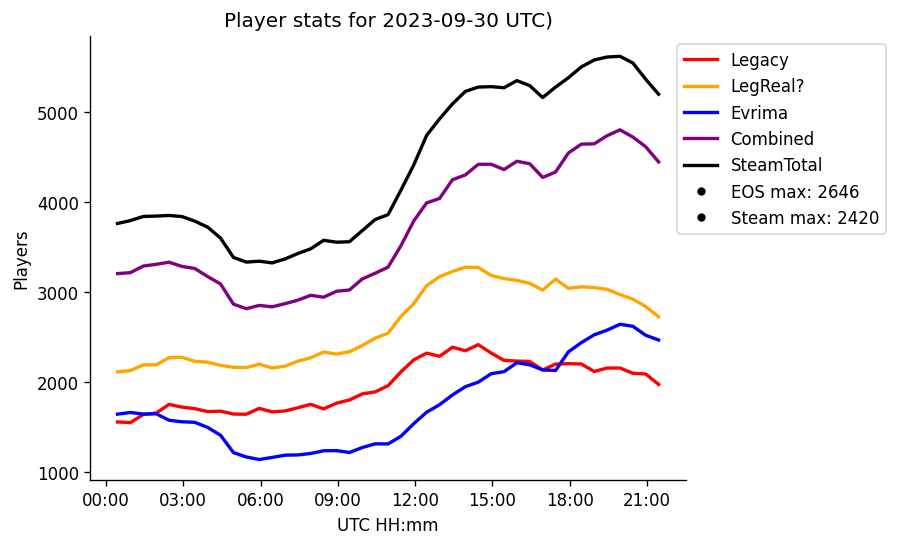 Player stats for 2023-09-30 UTC)
Legacy
LegReal?
Evrima
Combined
SteamTotal
EOS max: 2646
Steam max: 2420
Players
5000
4000
3000
2000
1000
00:00 03:00 06:00 09:00 12:00 15:00 18:00 21:00
UTC HH:mm